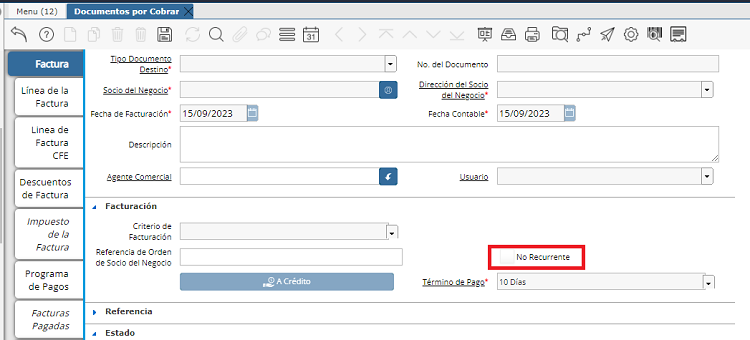 Menu (12)
Documentos por Cobrar
31
Factura
Línea de la
Factura
Linea de
Factura
CFE
Descuentos
de Factura
Impuesto
de la
Factura
Programa
de Pagos
Facturas
Pagadas
Tipo Documento
Destino*
No. del Documento
Socio del Negocio*
Dirección del Socio
del Negocio*
Fecha de Facturación* 15/09/2023
Fecha Contable* 15/09/2023
Descripción
Agente Comercial
Usuario
Facturación
Criterio de
Facturación
Referencia de Orden
de Socio del Negocio
No Recurrente
A Crédito
Término de Pago* 10 Días
Referencia
Estado